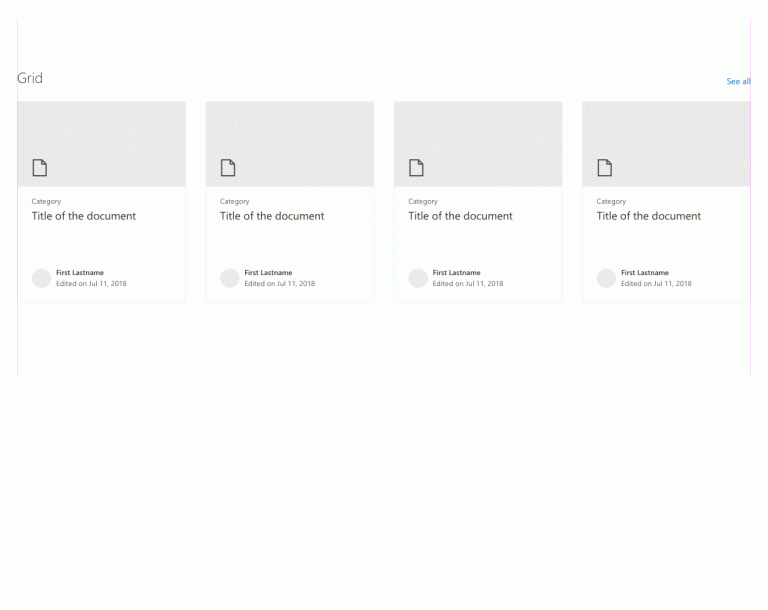 Grid
See all
Category
Title of the document
First Lastname
Edited on Jul 11, 2018
Category
Title of the document
First Lastname
Edited on Jul 11, 2018
Category
Title of the document
First Lastname
Edited on Jul 11, 2018
Category
Title of the document
First Lastname
Edited on Jul 11, 2018